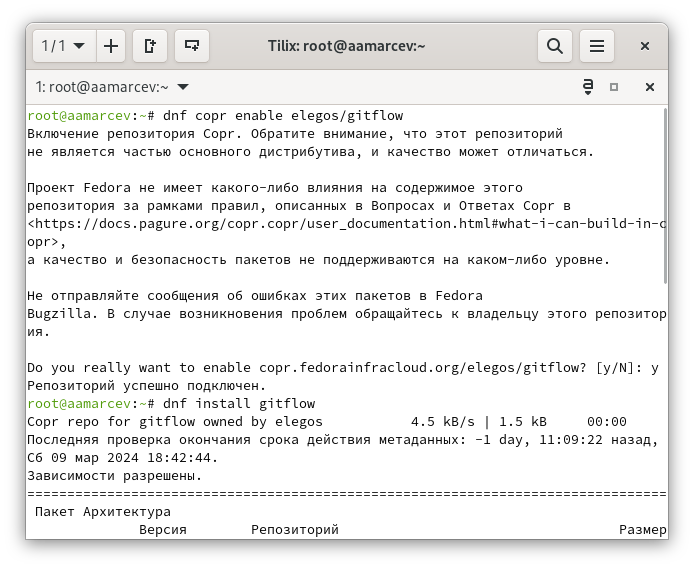 1 / 1
Tilix: root@aamarcev:~
1: root@aamarcev:~
root@aamarcev:~# dnf copr enable elegos/gitflow
Включение репозитория Copr. Обратите внимание, что этот репозиторий
не является частью основного дистрибутива, и качество может отличаться.
Проект Fedora не имеет какого-либо влияния на содержимое этого
репозитория за рамками правил, описанных в Вопросах и Ответах Copr в
<https://docs.pagure.org/copr.copr/user_documentation.html#what-i-can-build-in-c
opr>,
а качество и безопасность пакетов не поддерживаются на каком-либо уровне.
Не отправляйте сообщения об ошибках этих пакетов в Fedora
Bugzilla. В случае возникновения проблем обращайтесь к владельцу этого репозитор
ия.
Do you really want to enable copr.fedorainfracloud.org/elegos/gitflow? [y/N]: y
Репозиторий успешно подключен.
root@aamarcev:~# dnf install gitflow
Copr repo for gitflow owned by elegos           4.5 kB/s | 1.5 kB     00:00
Последняя проверка окончания срока действия метаданных: -1 day, 11:09:22 назад,
Сб 09 мар 2024 18:42:44.
Зависимости разрешены.
================================================================================
Пакет Архитектура
Версия        Репозиторий                                   Размер